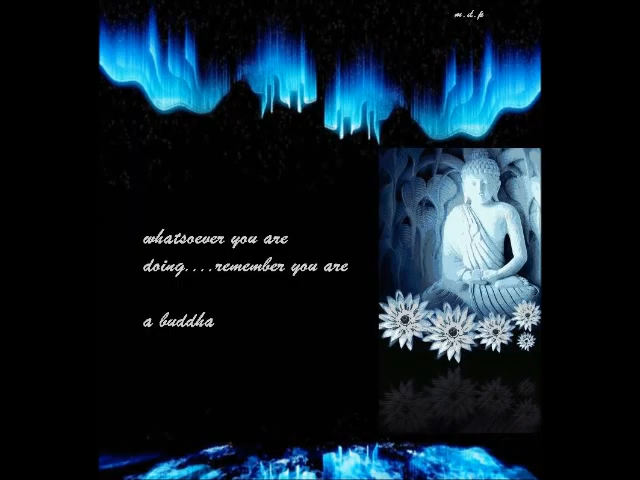 m.d.p
whatsoever you are
doing....remember you are
a buddha